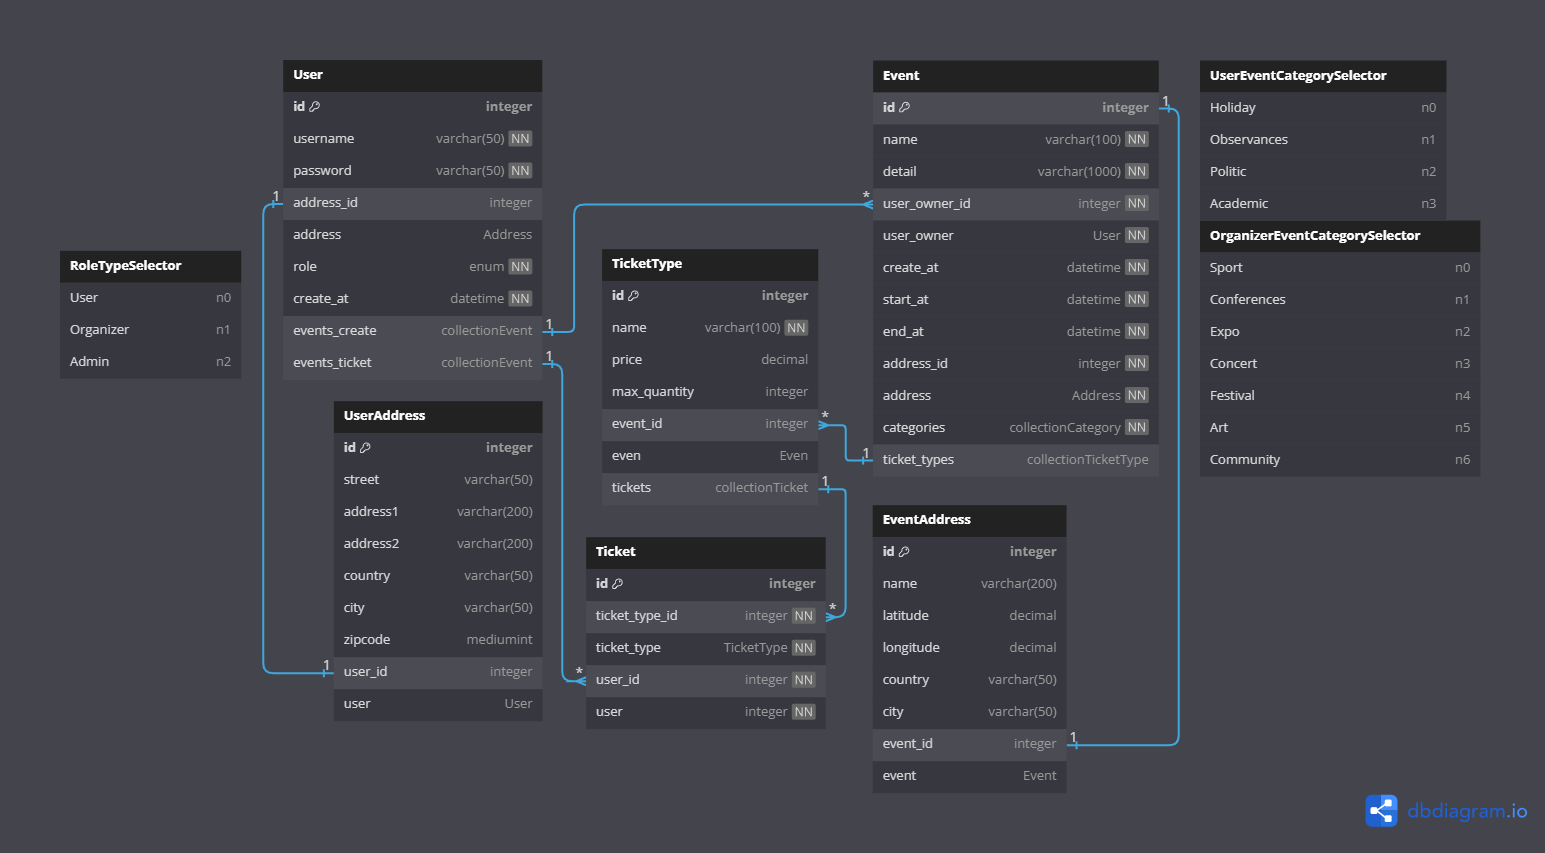 User
id integer
username varchar(50) NN
password varchar(50) NN
1 address_id integer
address Address
role enum NN
create_at datetime NN
events_create collectionEvent 1
events_ticket collectionEvent 1
RoleTypeSelector
User n0
Organizer n1
Admin n2
UserAddress
id integer
street varchar(50)
address1 varchar(200)
address2 varchar(200)
country varchar(50)
city varchar(50)
zipcode mediumint
1 user_id integer
user User
TicketType
id integer
name varchar(100) NN
price decimal
max_quantity integer
event_id integer *
even Even
tickets collectionTicket 1
Ticket
id integer
ticket_type_id integer NN *
ticket_type TicketType NN
* user_id integer NN
user integer NN
Event
id integer 1
name varchar(100) NN
detail varchar(1000) NN
* user_owner_id integer NN
user_owner User NN
create_at datetime NN
start_at datetime NN
end_at datetime NN
address_id integer NN
address Address NN
categories collectionCategory NN
1 ticket_types collectionTicketType
EventAddress
id integer
name varchar(200)
latitude decimal
longitude decimal
country varchar(50)
city varchar(50)
event_id integer 1
event Event
UserEventCategorySelector
Holiday n0
Observances n1
Politic n2
Academic n3
OrganizerEventCategorySelector
Sport n0
Conferences n1
Expo n2
Concert n3
Festival n4
Art n5
Community n6
dbdiagram.io